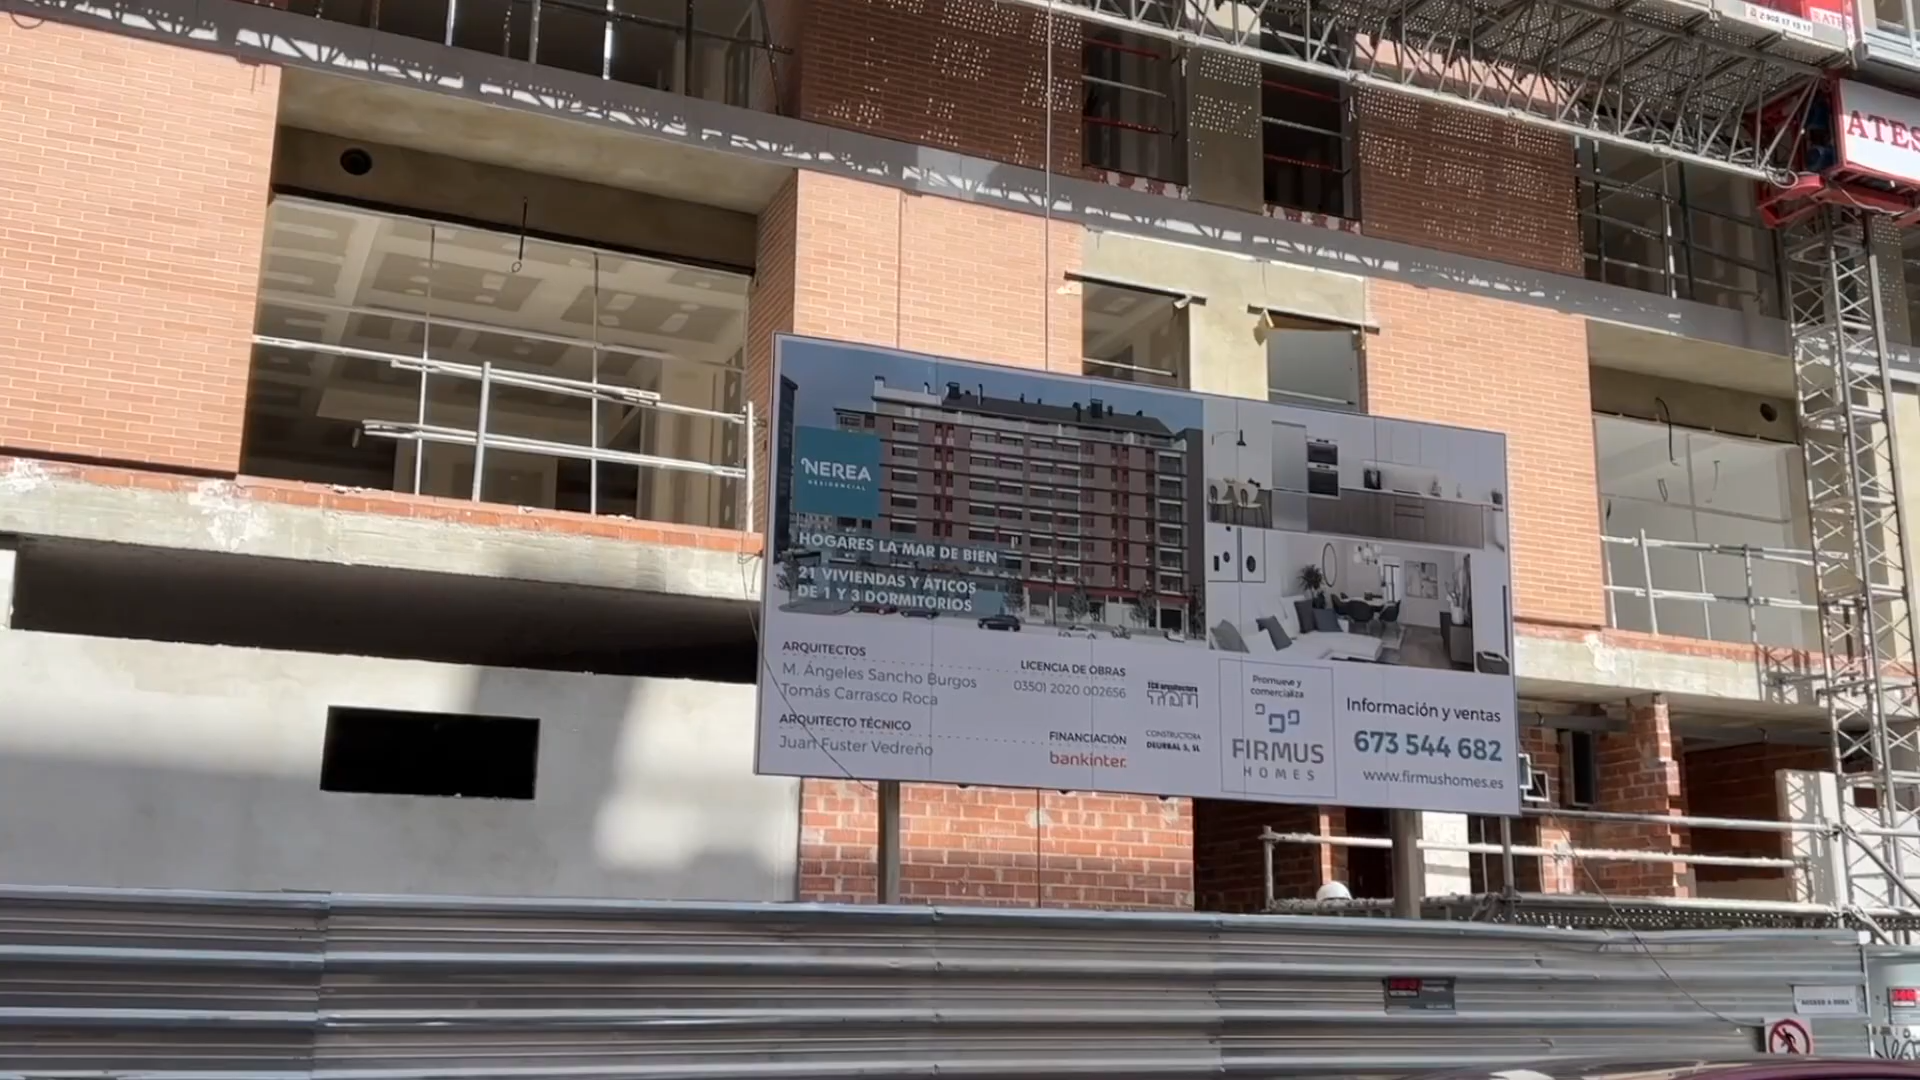 ATES
NEREA
RESIDENCIAL
HOGARES LA MAR DE BIEN
21 VIVIENDAS Y ÁTICOS
DE 1 Y 3 DORMITORIOS
ARQUITECTOS
M. Ángeles Sancho Burgos
Tomás Carrasco Roca
ARQUITECTO TÉCNICO
Juan Fuster Vedreño
LICENCIA DE OBRAS
03501 2020 002656
FINANCIACIÓN
bankinter.
CONSTRUCTORA
DEURBAL 5, SL
Promueve y
comercializa
FIRMUS
HOMES
Información y ventas
673 544 682
www.firmushomes.es